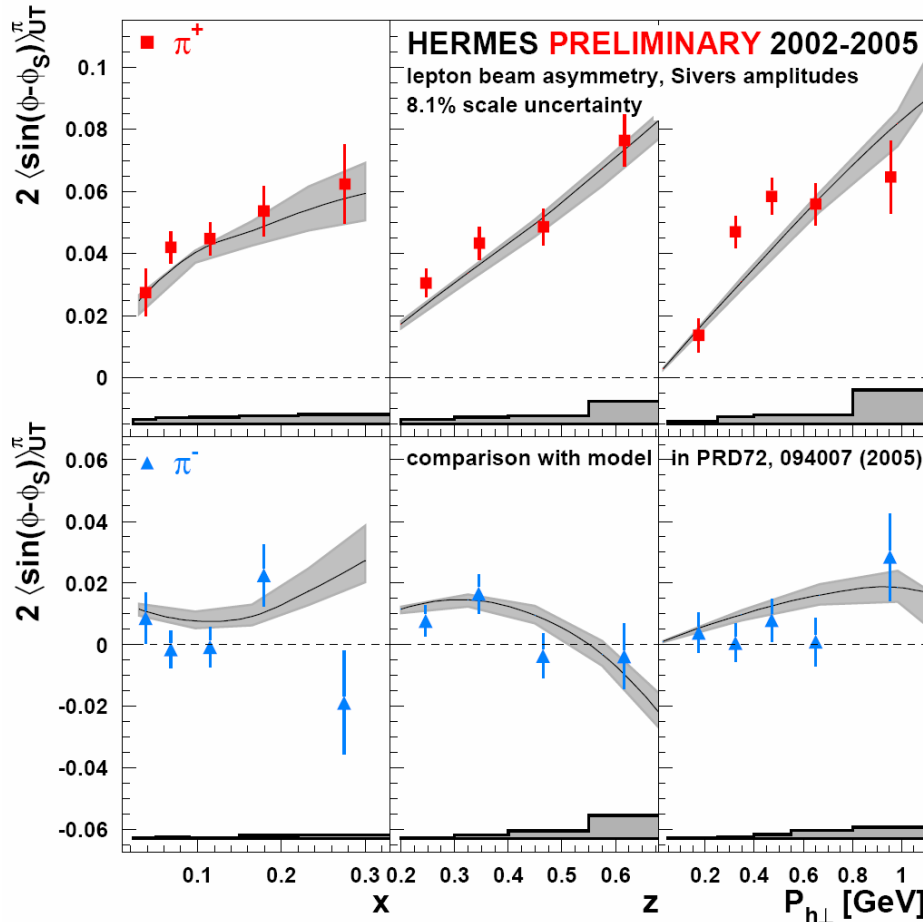 π+
HERMES PRELIMINARY 2002-2005
lepton beam asymmetry, Sivers amplitudes
8.1% scale uncertainty
2 ⟨sin(ϕ-ϕS)⟩πUT
0.1
0.08
0.06
0.04
0.02
0
π-
comparison with model
in PRD72, 094007 (2005)
2 ⟨sin(ϕ-ϕS)⟩πUT
0.06
0.04
0.02
0
-0.02
-0.04
-0.06
0.1 0.2 0.3
0.2 0.3 0.4 0.5 0.6
0.2 0.4 0.6 0.8 1
x
z
Ph⊥ [GeV]